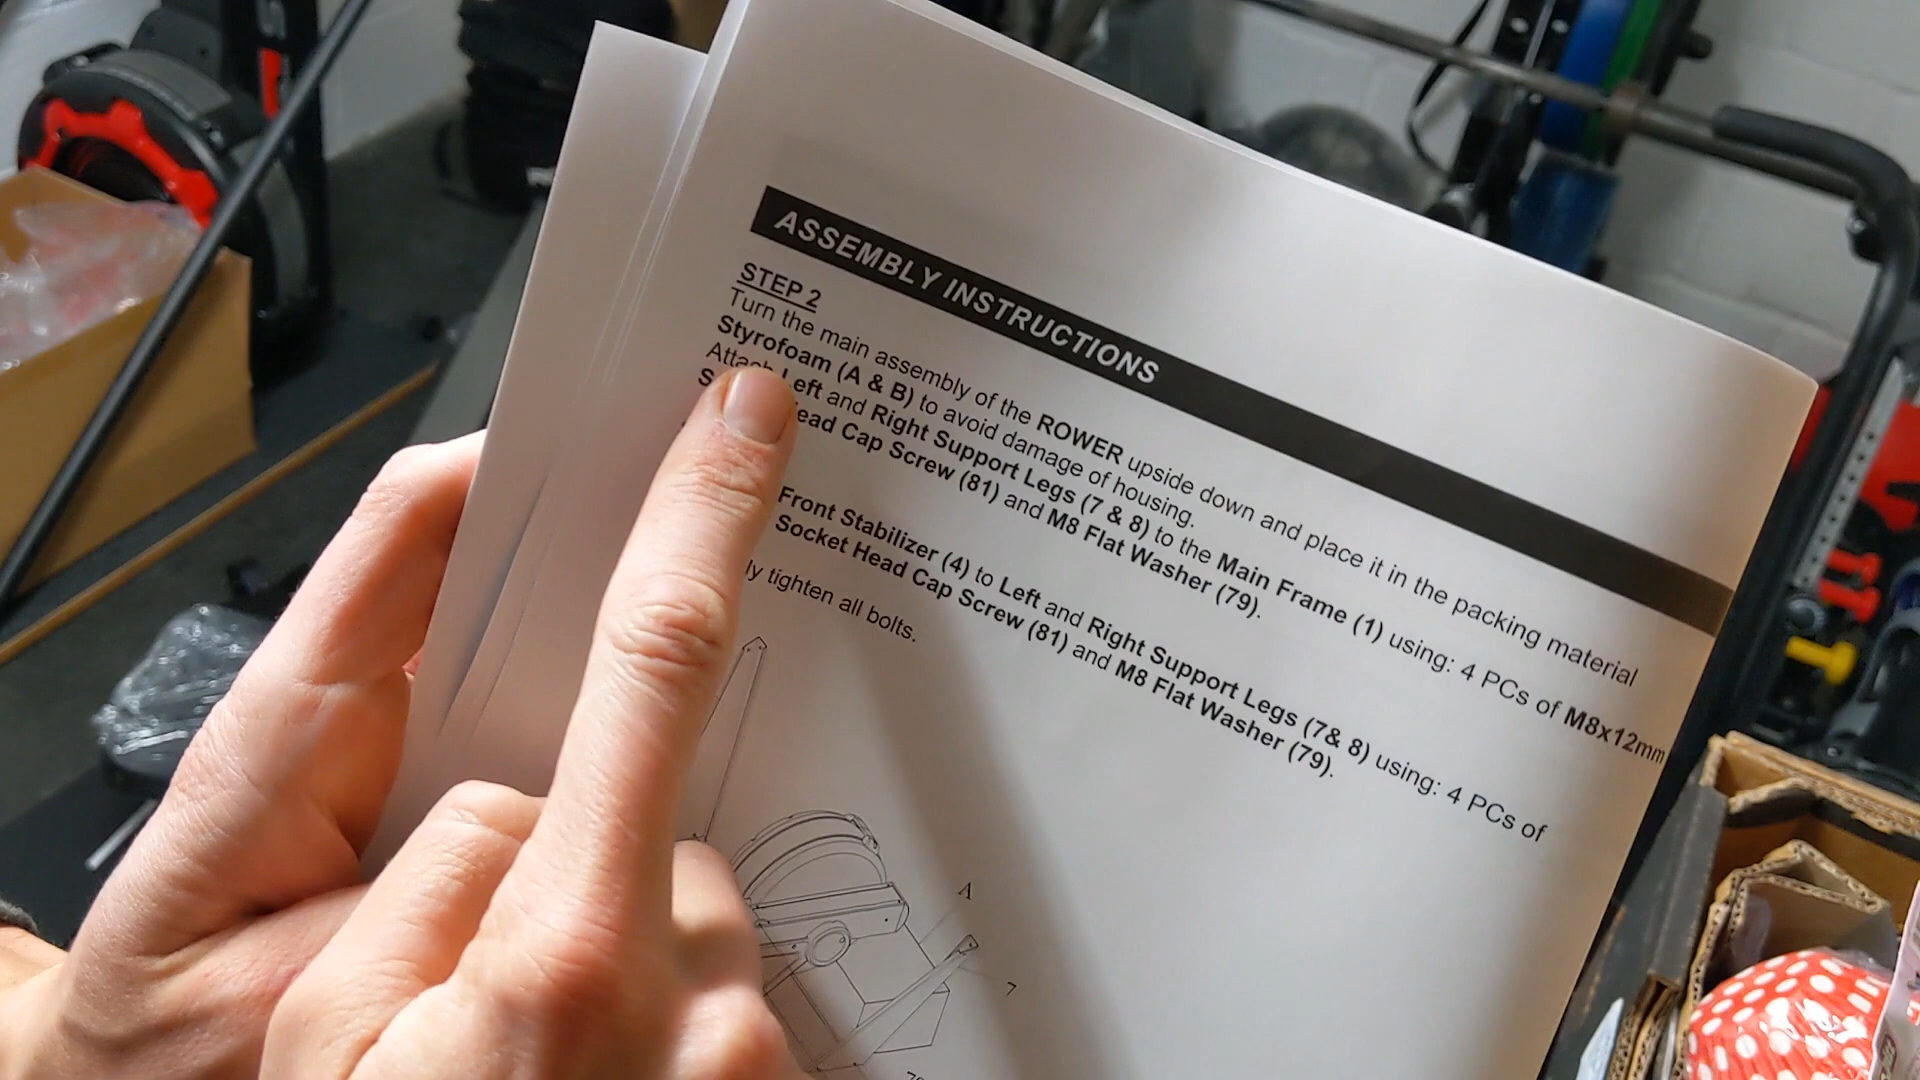 ASSEMBLY INSTRUCTIONS
STEP 2
Turn the main assembly of the ROWER upside down and place it in the packing material
Styrofoam (A & B) to avoid damage of housing.
Attach Left and Right Support Legs (7 & 8) to the Main Frame (1) using: 4 PCs of M8x12mm
Cap Screw (81) and M8 Flat Washer (79).
Front Stabilizer (4) to Left and Right Support Legs (7& 8) using: 4 PCs of
Socket Head Cap Screw (81) and M8 Flat Washer (79).
tighten all bolts.
A
7